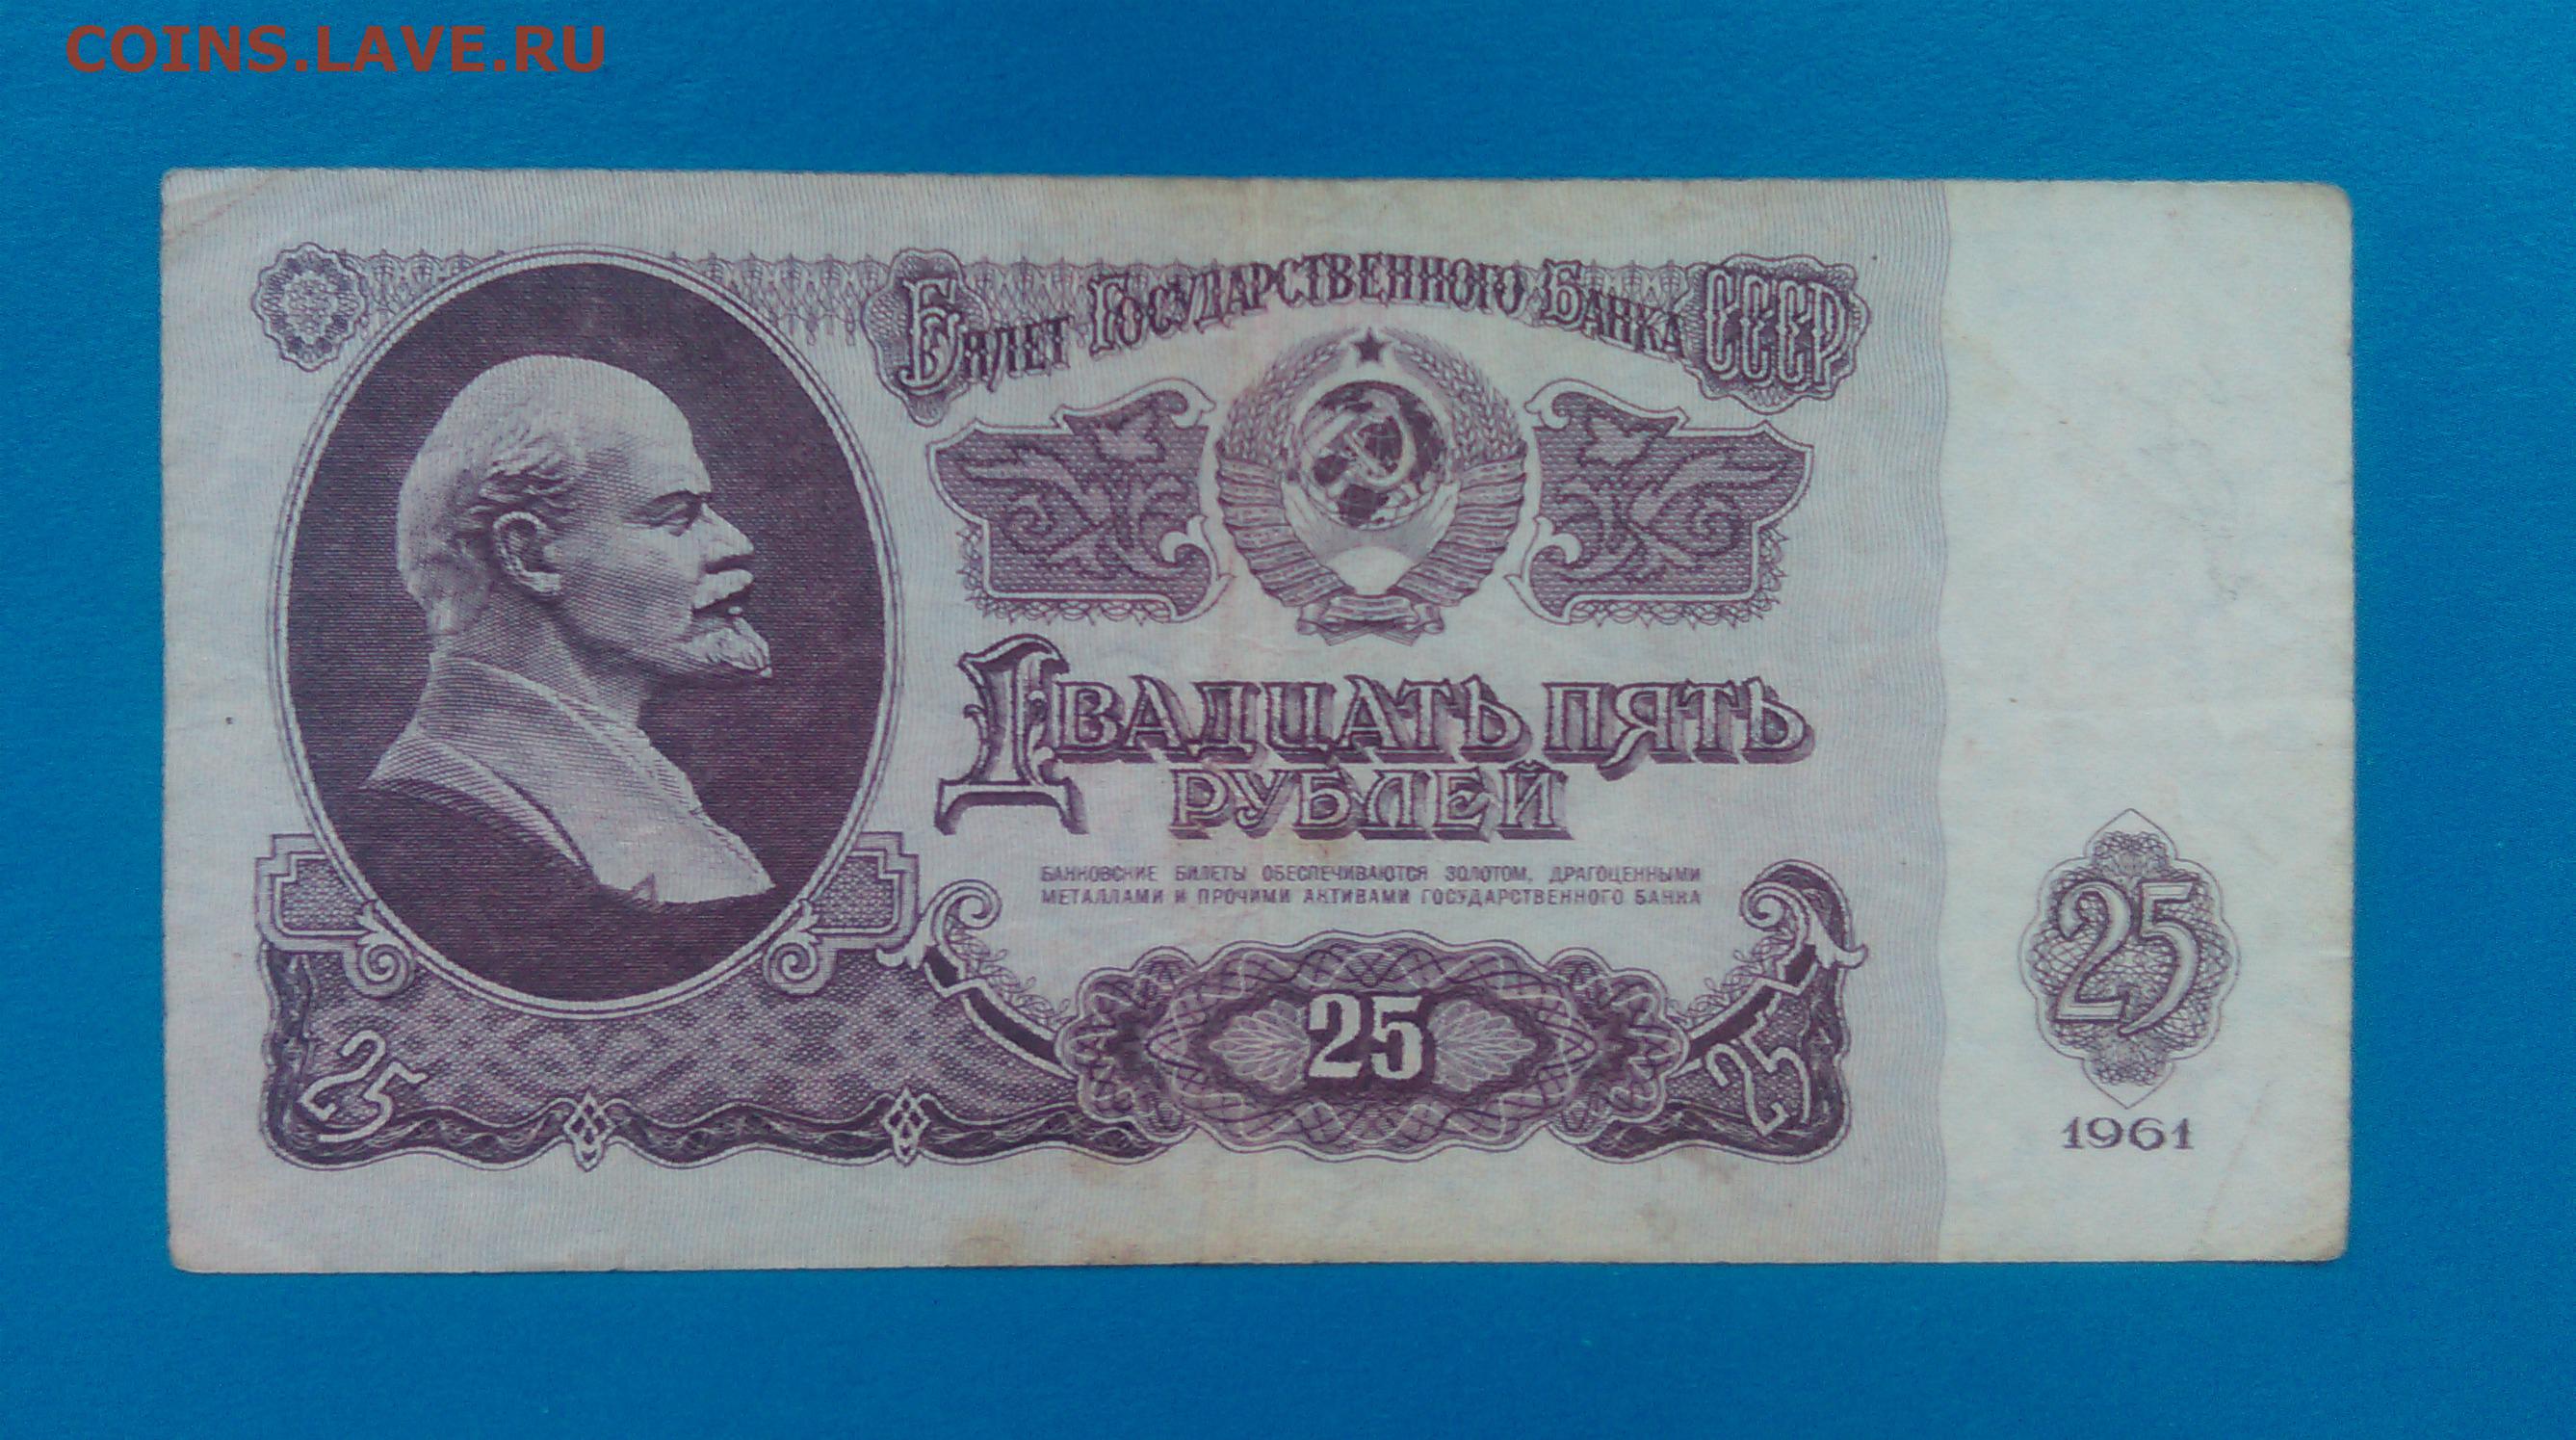 COINS.LAVE.RU
Билет Государственного Банка СССР
Двадцать пять
рублей
БАНКОВСКИЕ БИЛЕТЫ ОБЕСПЕЧИВАЮТСЯ ЗОЛОТОМ, ДРАГОЦЕННЫМИ
МЕТАЛЛАМИ И ПРОЧИМИ АКТИВАМИ ГОСУДАРСТВЕННОГО БАНКА
25
25
25
25
1961